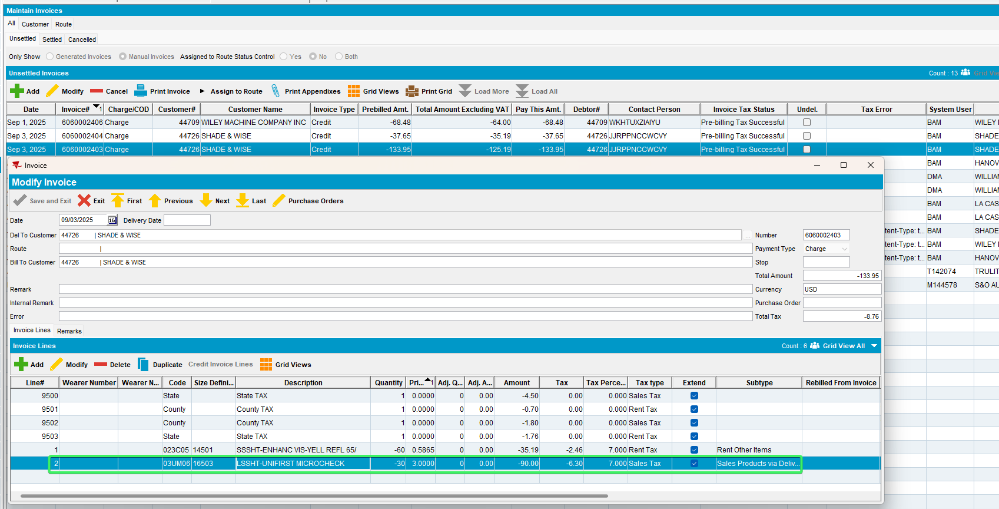 Maintain Invoices
All Customer Route
Unsettled Settled Cancelled
Only Show Generated Invoices Manual Invoices Assigned to Route Status Control Yes No Both
Unsettled Invoices Count : 13 Grid Vie
Add Modify Cancel Print Invoice Assign to Route Print Appendixes Grid Views Print Grid Load More Load All
Date Invoice# 1 Charge/COD Customer# Customer Name Invoice Type Prebilled Amt. Total Amount Excluding VAT Pay This Amt. Debtor# Contact Person Invoice Tax Status Undel. Tax Error System User
Sep 1, 2025 6060002406 Charge 44709 WILEY MACHINE COMPANY INC Credit -68.48 -64.00 -68.48 44709 WKHTUXZIAIYU Pre-billing Tax Successful BAM WILEY
Sep 3, 2025 6060002404 Charge 44726 SHADE & WISE Credit -37.65 -35.19 -37.65 44726 JJRPPNCCWCVY Pre-billing Tax Successful BAM SHADE
Sep 3, 2025 6060002403 Charge 44726 SHADE & WISE Credit -133.95 -125.19 -133.95 44726 JJRPPNCCWCVY Pre-billing Tax Successful BAM SHADE
BAM HANOV
DMA WILLIAM
DMA WILLIAM
BAM LA CAS
BAM LA CAS
tent-Type: t... BAM SHADE
tent-Type: t... BAM WILEY
tent-Type: t... BAM HANOV
T142074 TRULIT
M144578 S&O AU
Invoice
Modify Invoice
Save and Exit Exit First Previous Next Last Purchase Orders
Date 09/03/2025 16 Delivery Date
Del To Customer 44726 | SHADE & WISE ... Number 6060002403
Route | Payment Type Charge
Bill To Customer 44726 | SHADE & WISE Stop
Total Amount -133.95
Remark Currency USD
Internal Remark Purchase Order
Error Total Tax -8.76
Invoice Lines Remarks
Invoice Lines Count : 6 Grid View All
Add Modify Delete Duplicate Credit Invoice Lines Grid Views
Line# Wearer Number Wearer N... Code Size Defini... Description Quantity Pri... 1 Adj. Q... Adj. A... Amount Tax Tax Perce... Tax type Extend Subtype Rebilled From Invoice
9500 State State TAX 1 0.0000 0 0.00 -4.50 0.00 0.000 Sales Tax
9501 County County TAX 1 0.0000 0 0.00 -0.70 0.00 0.000 Rent Tax
9502 County County TAX 1 0.0000 0 0.00 -1.80 0.00 0.000 Sales Tax
9503 State State TAX 1 0.0000 0 0.00 -1.76 0.00 0.000 Rent Tax
1 023C05 14501 SSSHT-ENHANC VIS-YELL REFL 65/ -60 0.5865 0 0.00 -35.19 -2.46 7.000 Rent Tax Rent Other Items
2 03UM06 16503 LSSHT-UNIFIRST MICROCHECK -30 3.0000 0 0.00 -90.00 -6.30 7.000 Sales Tax Sales Products via Deliv...